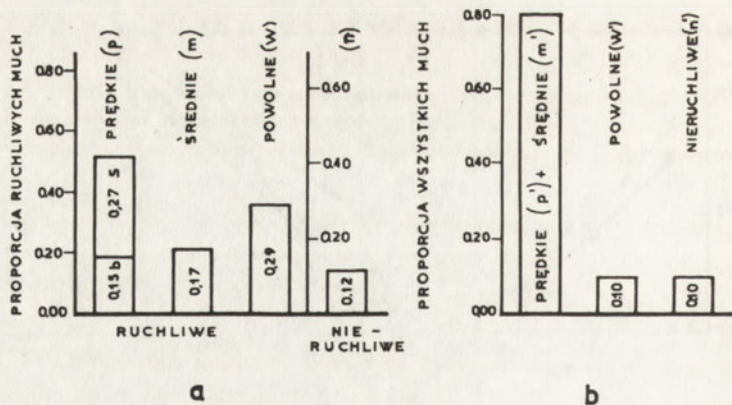 PROPORCJA RUCHLIWYCH MUCH
0.80
0.60
0.40
0.20
0.00
PRĘDKIE (p)
0,27 S
0,15 b
ŚREDNIE (m)
0,17
POWOLNE (w)
0,29
(n)
0,60
0,40
0,20
0.12
RUCHLIWE
NIE-
RUCHLIWE
a
PROPORCJA WSZYSTKICH MUCH
0.80
0.40
0.20
0.00
PRĘDKIE (p')+ ŚREDNIE (m')
POWOLNE (w')
0.10
NIERUCHLIWE (n')
0.10
b